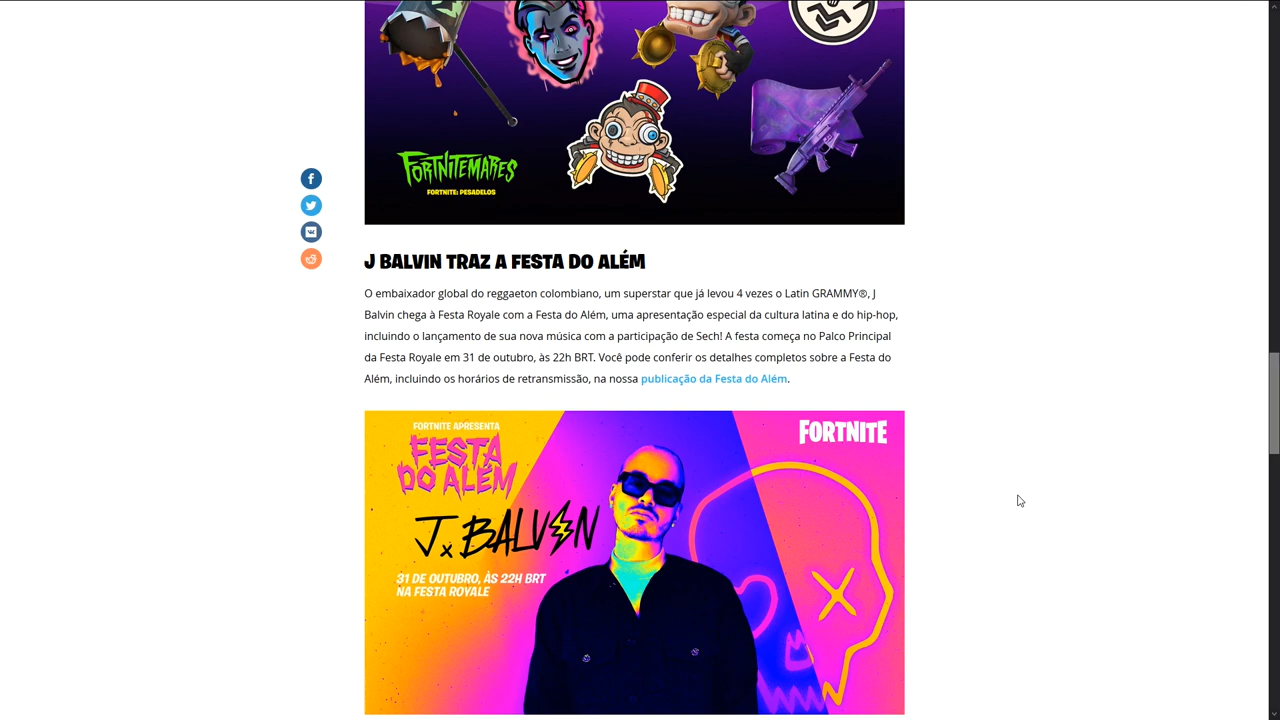 FORTNITEMARES
FORTNITE: PESADELOS
J BALVIN TRAZ A FESTA DO ALÉM
O embaixador global do reggaeton colombiano, um superstar que já levou 4 vezes o Latin GRAMMY®, J
Balvin chega à Festa Royale com a Festa do Além, uma apresentação especial da cultura latina e do hip-hop,
incluindo o lançamento de sua nova música com a participação de Sech! A festa começa no Palco Principal
da Festa Royale em 31 de outubro, às 22h BRT. Você pode conferir os detalhes completos sobre a Festa do
Além, incluindo os horários de retransmissão, na nossa publicação da Festa do Além.
FORTNITE APRESENTA
FESTA
DO ALÉM
J. BALVIN
31 DE OUTUBRO, ÀS 22H BRT
NA FESTA ROYALE
FORTNITE